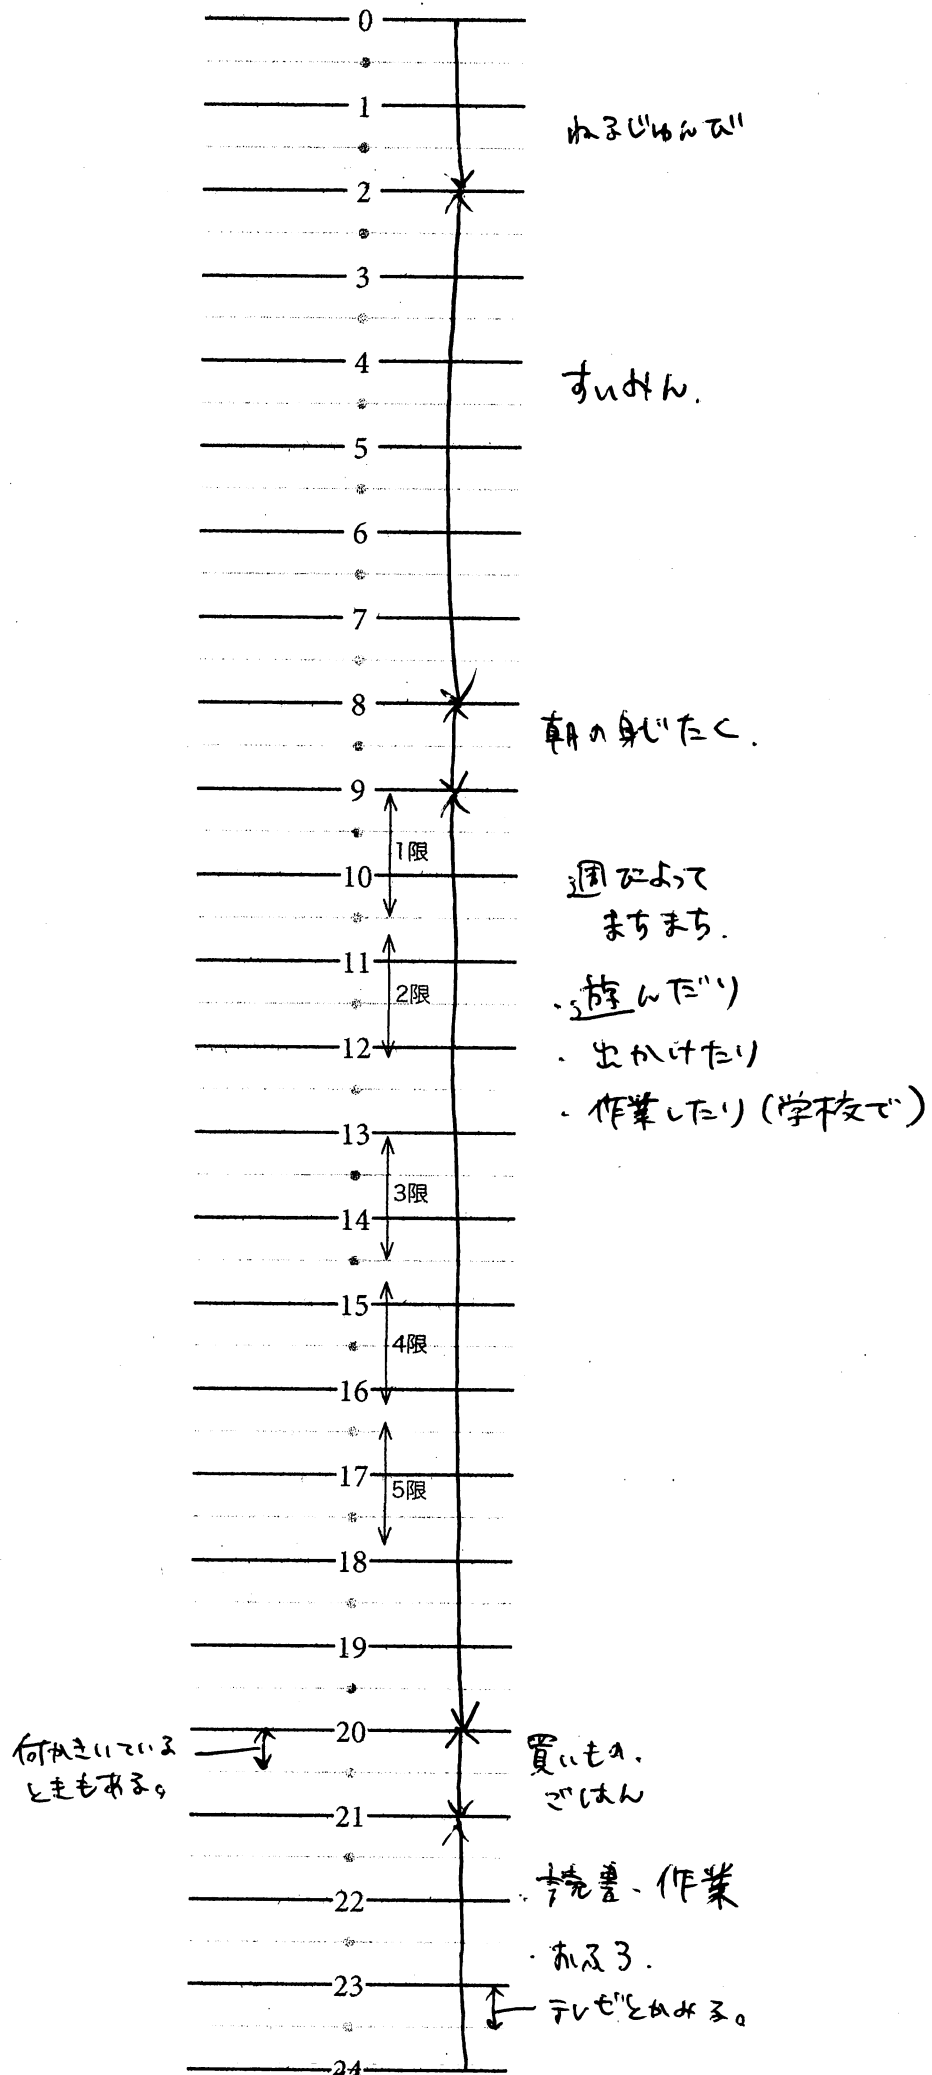 0
1
ねるじゅんび
2
3
4
すいみん.
5
6
7
8
朝の身じたく.
9
1限
10
週によって
まちまち.
11
2限
・遊んだり
12
・出かけたり
・作業したり(学校で)
13
3限
14
15
4限
16
17
5限
18
19
20
何かきいている
ときもある。
買いもの.
ごはん
21
・読書、作業
22
・おふろ.
23
テレビとかみる。
24